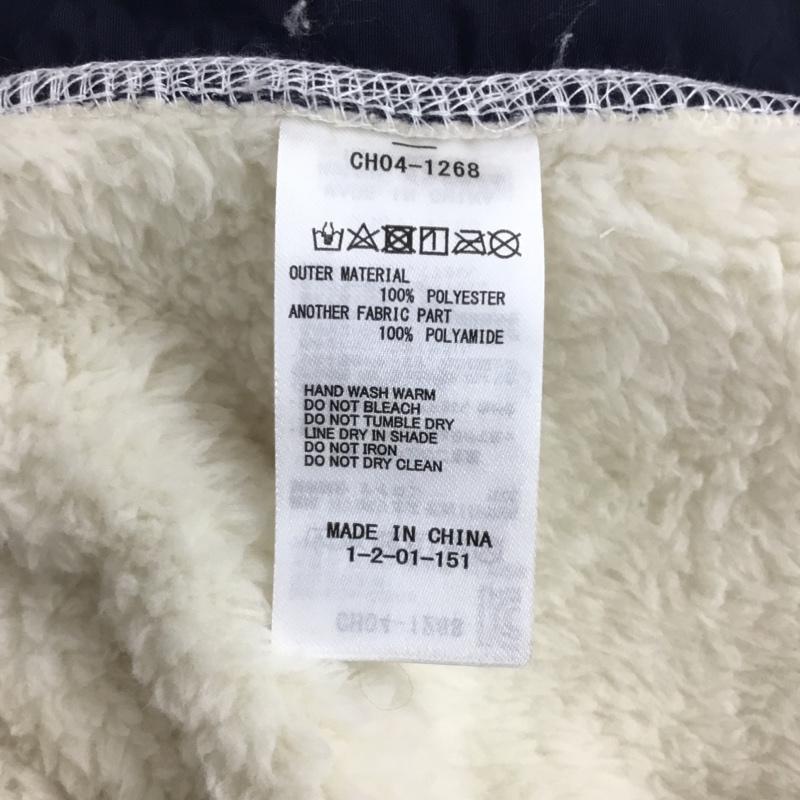 CH04-1268
OUTER MATERIAL
100% POLYESTER
ANOTHER FABRIC PART
100% POLYAMIDE
HAND WASH WARM
DO NOT BLEACH
DO NOT TUMBLE DRY
LINE DRY IN SHADE
DO NOT IRON
DO NOT DRY CLEAN
MADE IN CHINA
1-2-01-151